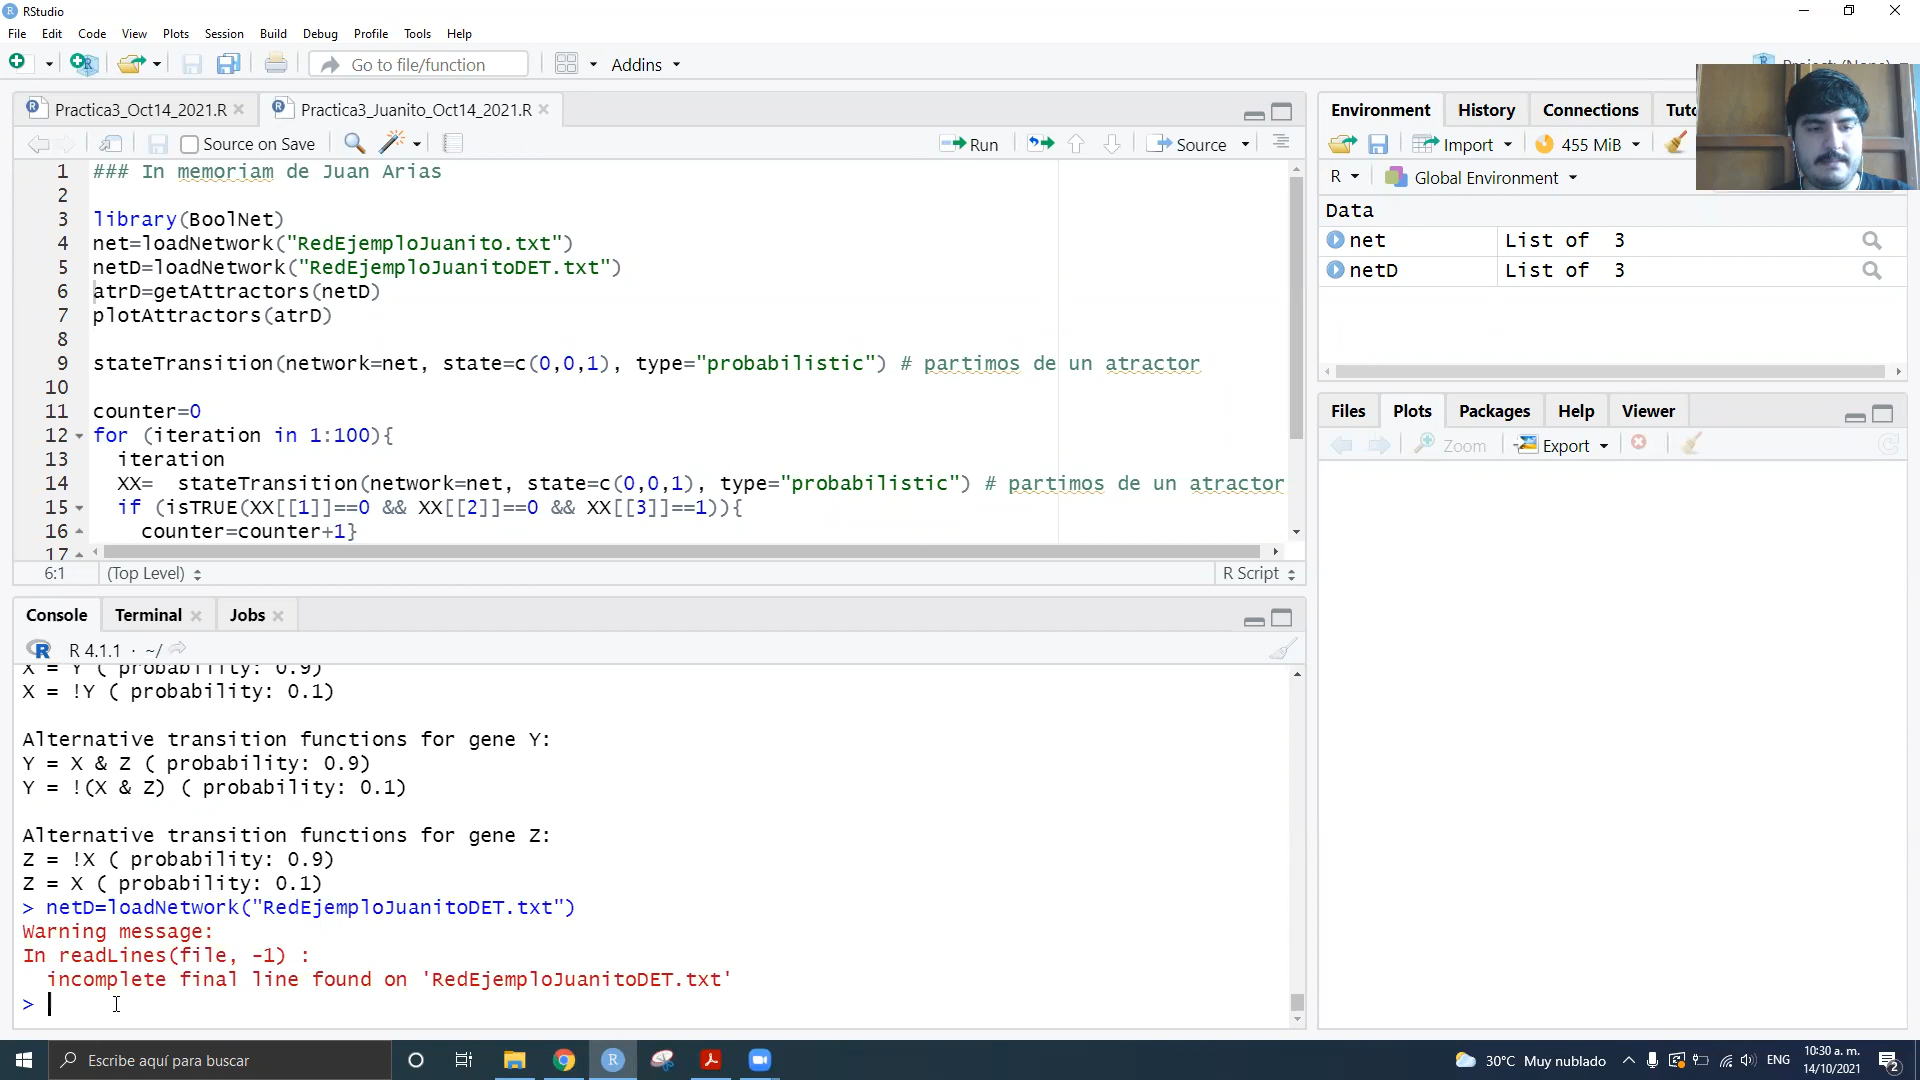 RStudio
File Edit Code View Plots Session Build Debug Profile Tools Help
Go to file/function Addins
Practica3_Oct14_2021.R Practica3_Juanito_Oct14_2021.R
Source on Save Run Source
1 ### In memoriam de Juan Arias
2
3 library(BoolNet)
4 net=loadNetwork("RedEjemploJuanito.txt")
5 netD=loadNetwork("RedEjemploJuanitoDET.txt")
6 atrD=getAttractors(netD)
7 plotAttractors(atrD)
8
9 stateTransition(network=net, state=c(0,0,1), type="probabilistic") # partimos de un atractor
10
11 counter=0
12 for (iteration in 1:100){
13 iteration
14 XX= stateTransition(network=net, state=c(0,0,1), type="probabilistic") # partimos de un atractor
15 if (isTRUE(XX[[1]]==0 && XX[[2]]==0 && XX[[3]]==1)){
16 counter=counter+1}
17
6:1 (Top Level) R Script
Console Terminal Jobs
R 4.1.1 · ~/
X = Y ( probability: 0.9)
X = !Y ( probability: 0.1)
Alternative transition functions for gene Y:
Y = X & Z ( probability: 0.9)
Y = !(X & Z) ( probability: 0.1)
Alternative transition functions for gene Z:
Z = !X ( probability: 0.9)
Z = X ( probability: 0.1)
> netD=loadNetwork("RedEjemploJuanitoDET.txt")
Warning message:
In readLines(file, -1) :
incomplete final line found on 'RedEjemploJuanitoDET.txt'
>
Environment History Connections
Import 455 MiB
R Global Environment
Data
net List of 3
netD List of 3
Files Plots Packages Help Viewer
Zoom Export
Escribe aquí para buscar
30°C Muy nublado ENG
10:30 a. m.
14/10/2021
2